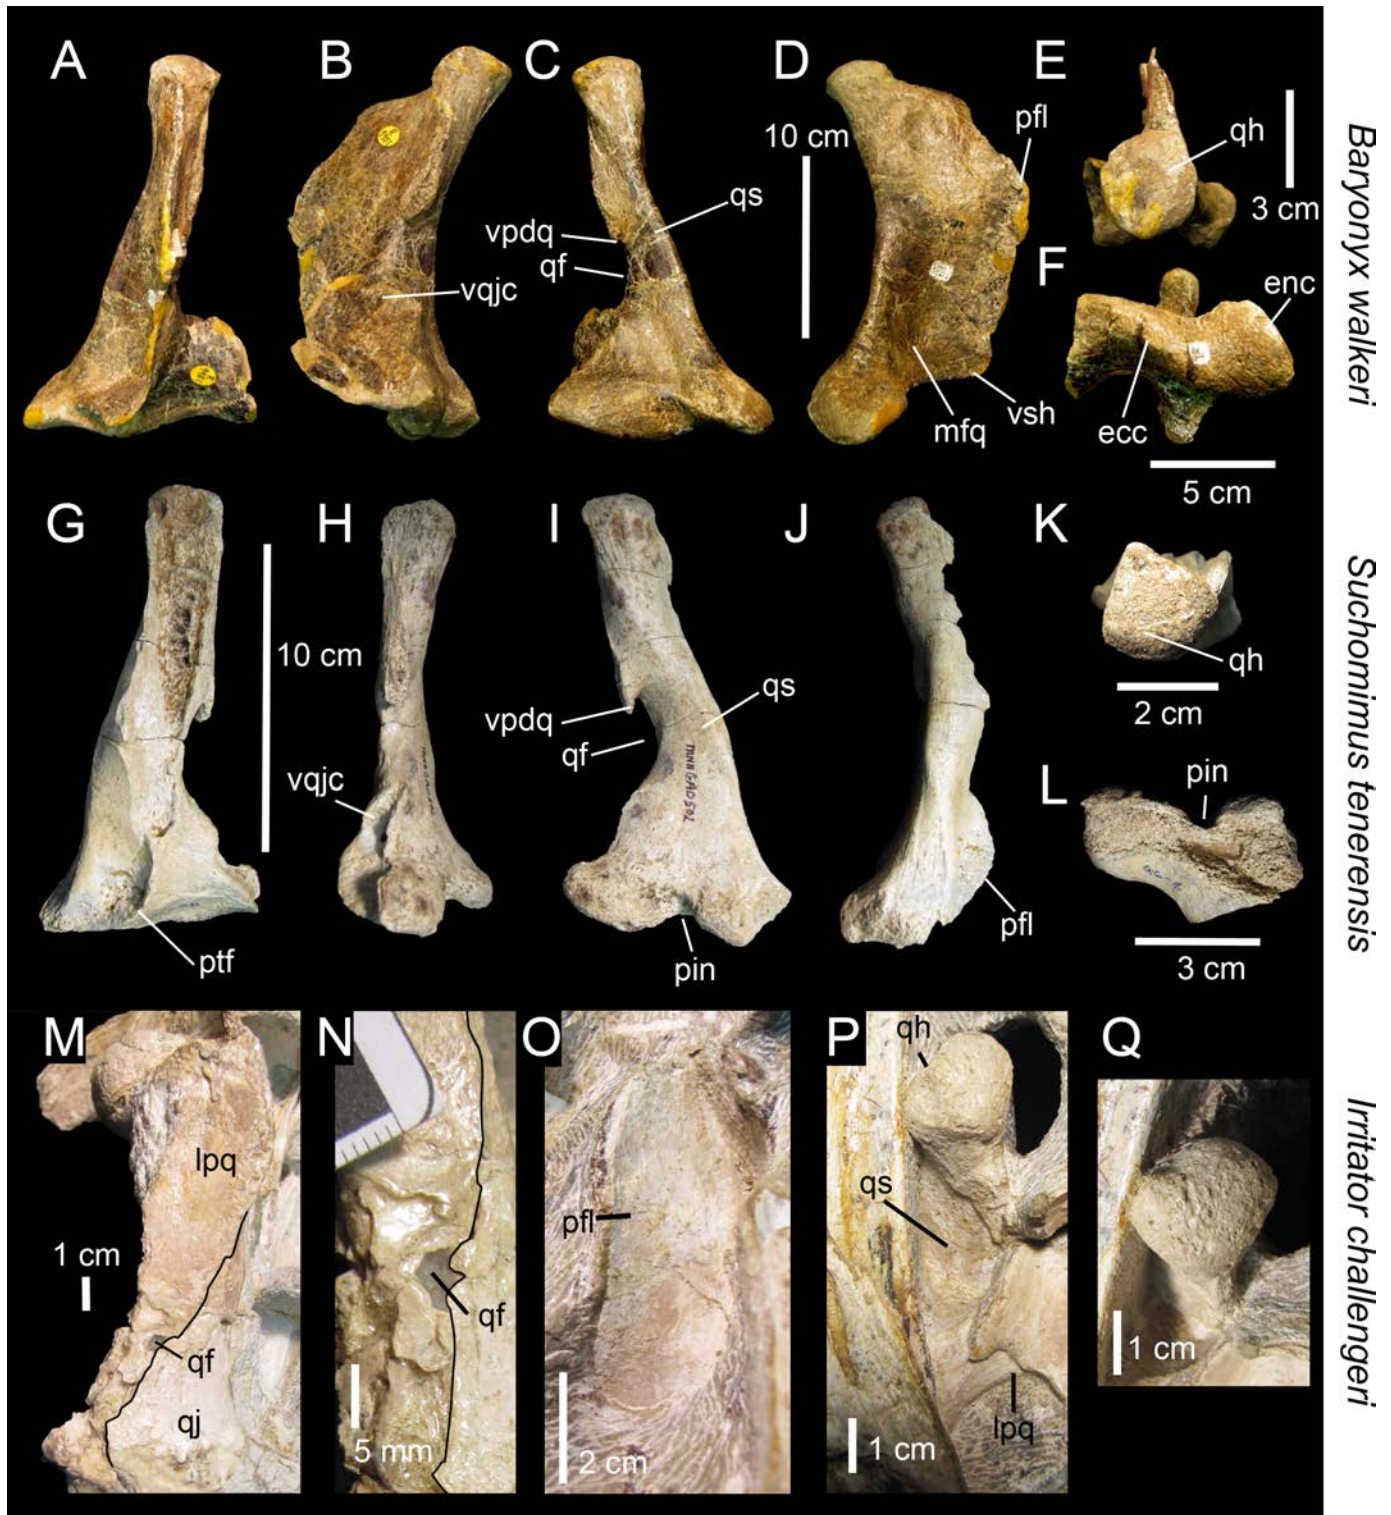 A
B
C
D
E
pfl
10 cm
qh
3 cm
qs
vpdq
qf
vqjc
F
enc
mfq
vsh
ecc
5 cm
Baryonyx walkeri
G
H
I
J
K
10 cm
qh
2 cm
qs
vpdq
qf
vqjc
MNN GAD502
L
pin
ptf
pin
pfl
3 cm
Suchomimus tenerensis
M
N
O
P
qh
Q
lpq
pfl
qs
1 cm
qf
qf
qj
5 mm
2 cm
1 cm
lpq
1 cm
Irritator challengeri